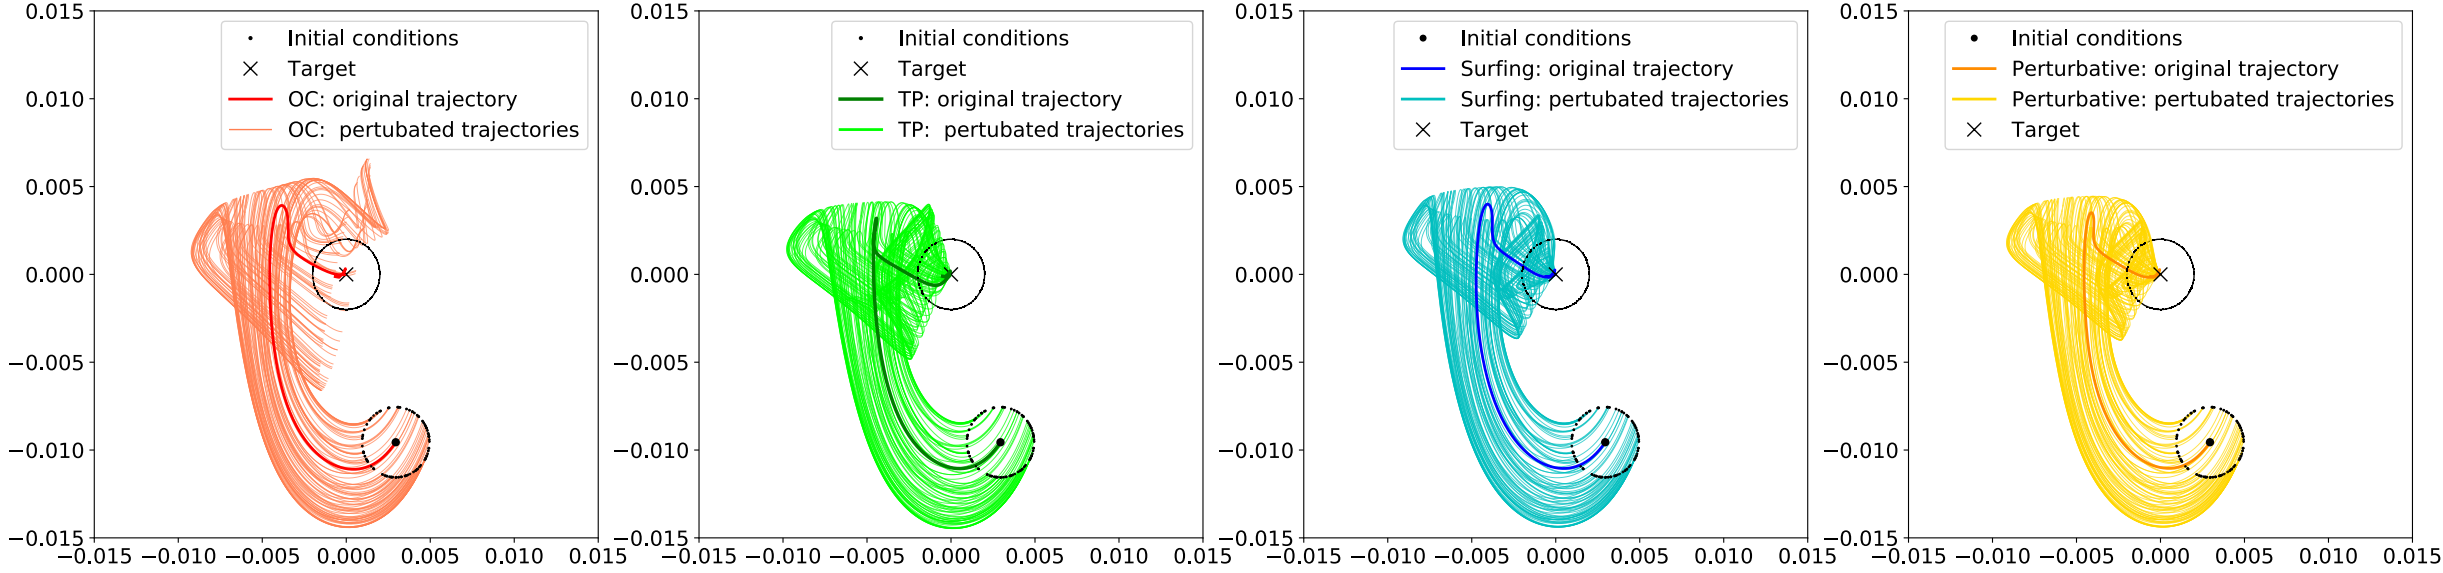 0.015
0.010
0.005
0.000
−0.005
−0.010
−0.015
−0.015 −0.010 −0.005 0.000 0.005 0.010 0.015
Initial conditions
Target
OC: original trajectory
OC:  pertubated trajectories
0.015
0.010
0.005
0.000
−0.005
−0.010
−0.015
−0.015 −0.010 −0.005 0.000 0.005 0.010 0.015
Initial conditions
Target
TP: original trajectory
TP:  pertubated trajectories
0.015
0.010
0.005
0.000
−0.005
−0.010
−0.015
−0.015 −0.010 −0.005 0.000 0.005 0.010 0.015
Initial conditions
Surfing: original trajectory
Surfing: pertubated trajectories
Target
0.015
0.010
0.005
0.000
−0.005
−0.010
−0.015
−0.015 −0.010 −0.005 0.000 0.005 0.010 0.015
Initial conditions
Perturbative: original trajectory
Perturbative: pertubated trajectories
Target